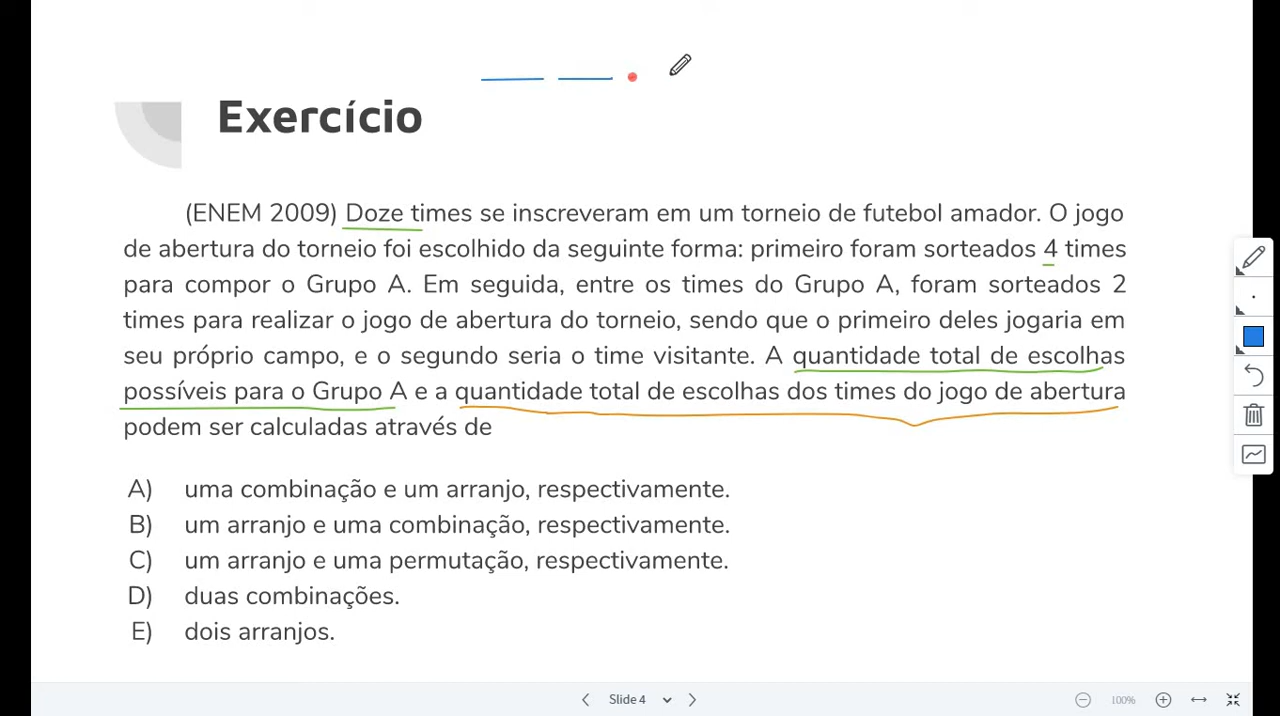 Exercício
(ENEM 2009) Doze times se inscreveram em um torneio de futebol amador. O jogo
de abertura do torneio foi escolhido da seguinte forma: primeiro foram sorteados 4 times
para compor o Grupo A. Em seguida, entre os times do Grupo A, foram sorteados 2
times para realizar o jogo de abertura do torneio, sendo que o primeiro deles jogaria em
seu próprio campo, e o segundo seria o time visitante. A quantidade total de escolhas
possíveis para o Grupo A e a quantidade total de escolhas dos times do jogo de abertura
podem ser calculadas através de
A) uma combinação e um arranjo, respectivamente.
B) um arranjo e uma combinação, respectivamente.
C) um arranjo e uma permutação, respectivamente.
D) duas combinações.
E) dois arranjos.
Slide 4
100%